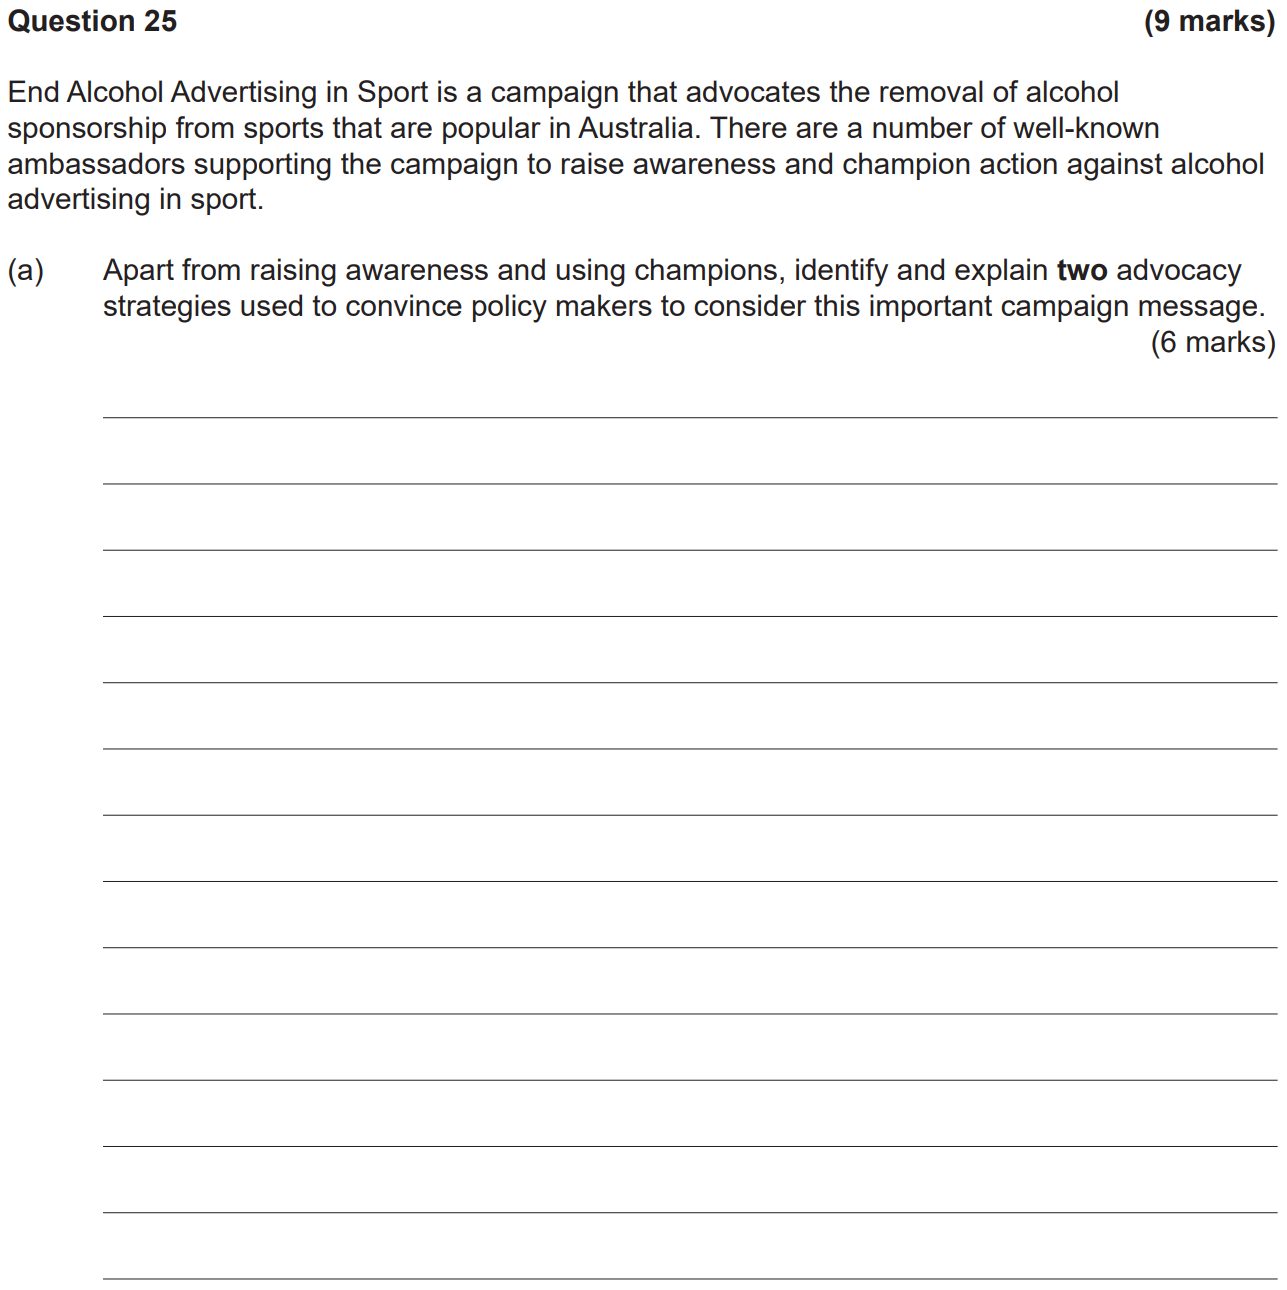 Question 25 (9 marks)
End Alcohol Advertising in Sport is a campaign that advocates the removal of alcohol
sponsorship from sports that are popular in Australia. There are a number of well-known
ambassadors supporting the campaign to raise awareness and champion action against alcohol
advertising in sport.
(a) Apart from raising awareness and using champions, identify and explain two advocacy
strategies used to convince policy makers to consider this important campaign message.
(6 marks)